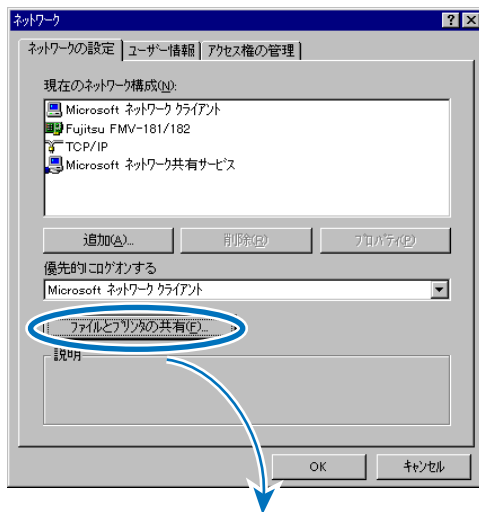 ネットワーク
ネットワークの設定 ユーザー情報 アクセス権の管理
現在のネットワーク構成(N):
Microsoft ネットワーク クライアント
Fujitsu FMV-181/182
TCP/IP
Microsoft ネットワーク共有サービス
追加(A)... 削除(R) プロパティ(P)
優先的にログオンする
Microsoft ネットワーク クライアント
ファイルとプリンタの共有(F)...
説明
OK キャンセル